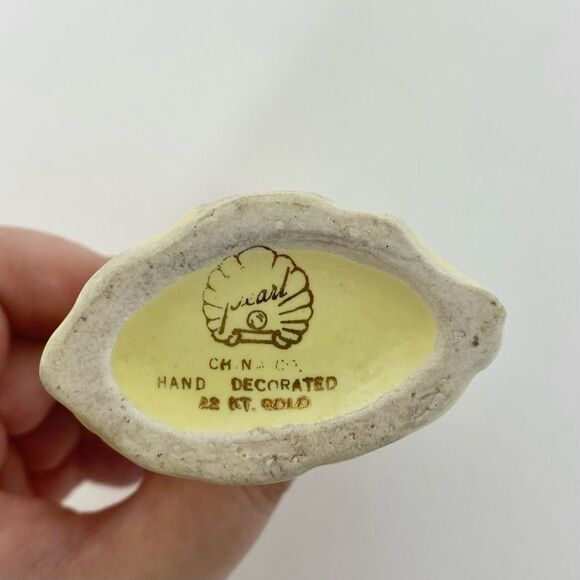 Pearl
CHINA CO.
HAND DECORATED
22 KT. GOLD